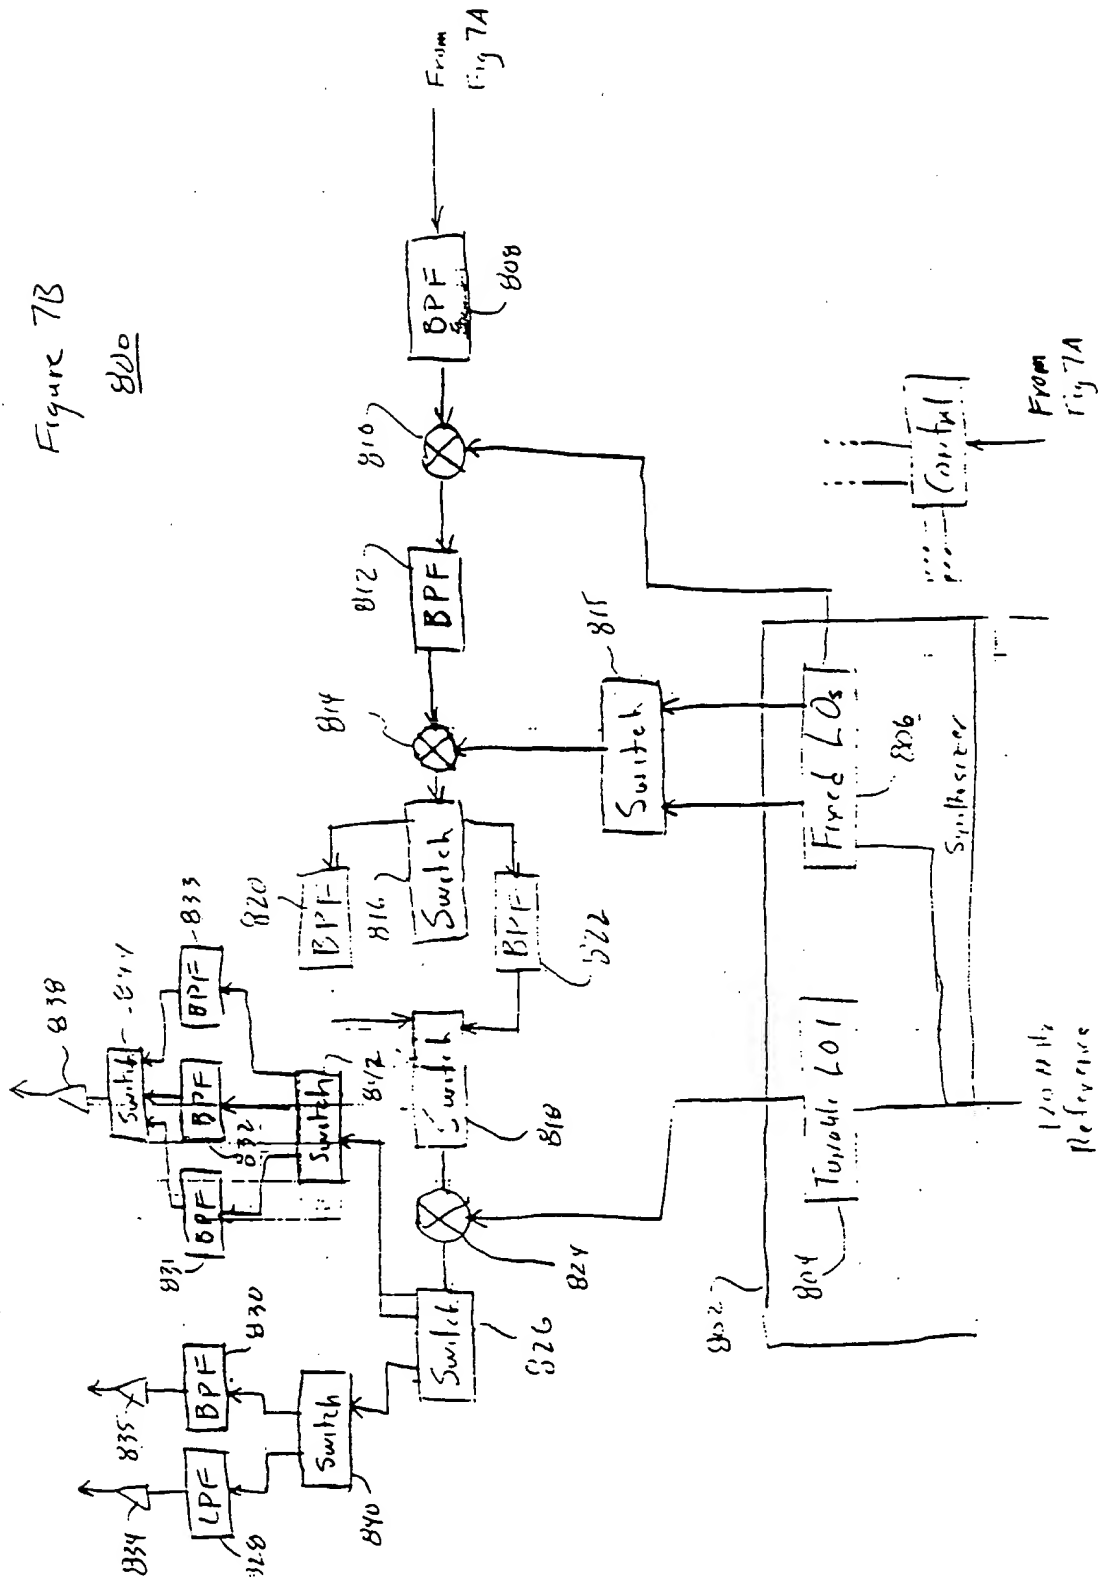 Figure 7B
800
From
Fig 7A
BPF
808
810
BPF
812
814
Switch
815
Switch
816
BPF
820
BPF
822
Switch
818
824
Switch
826
Switch
842
BPF
831
BPF
832
BPF
833
Switch
838
Switch
840
BPF
830
835
LPF
828
834
802
Tunable LO1
804
Fixed LOs
806
Synthesizer
Reference
Control
From
Fig 7A